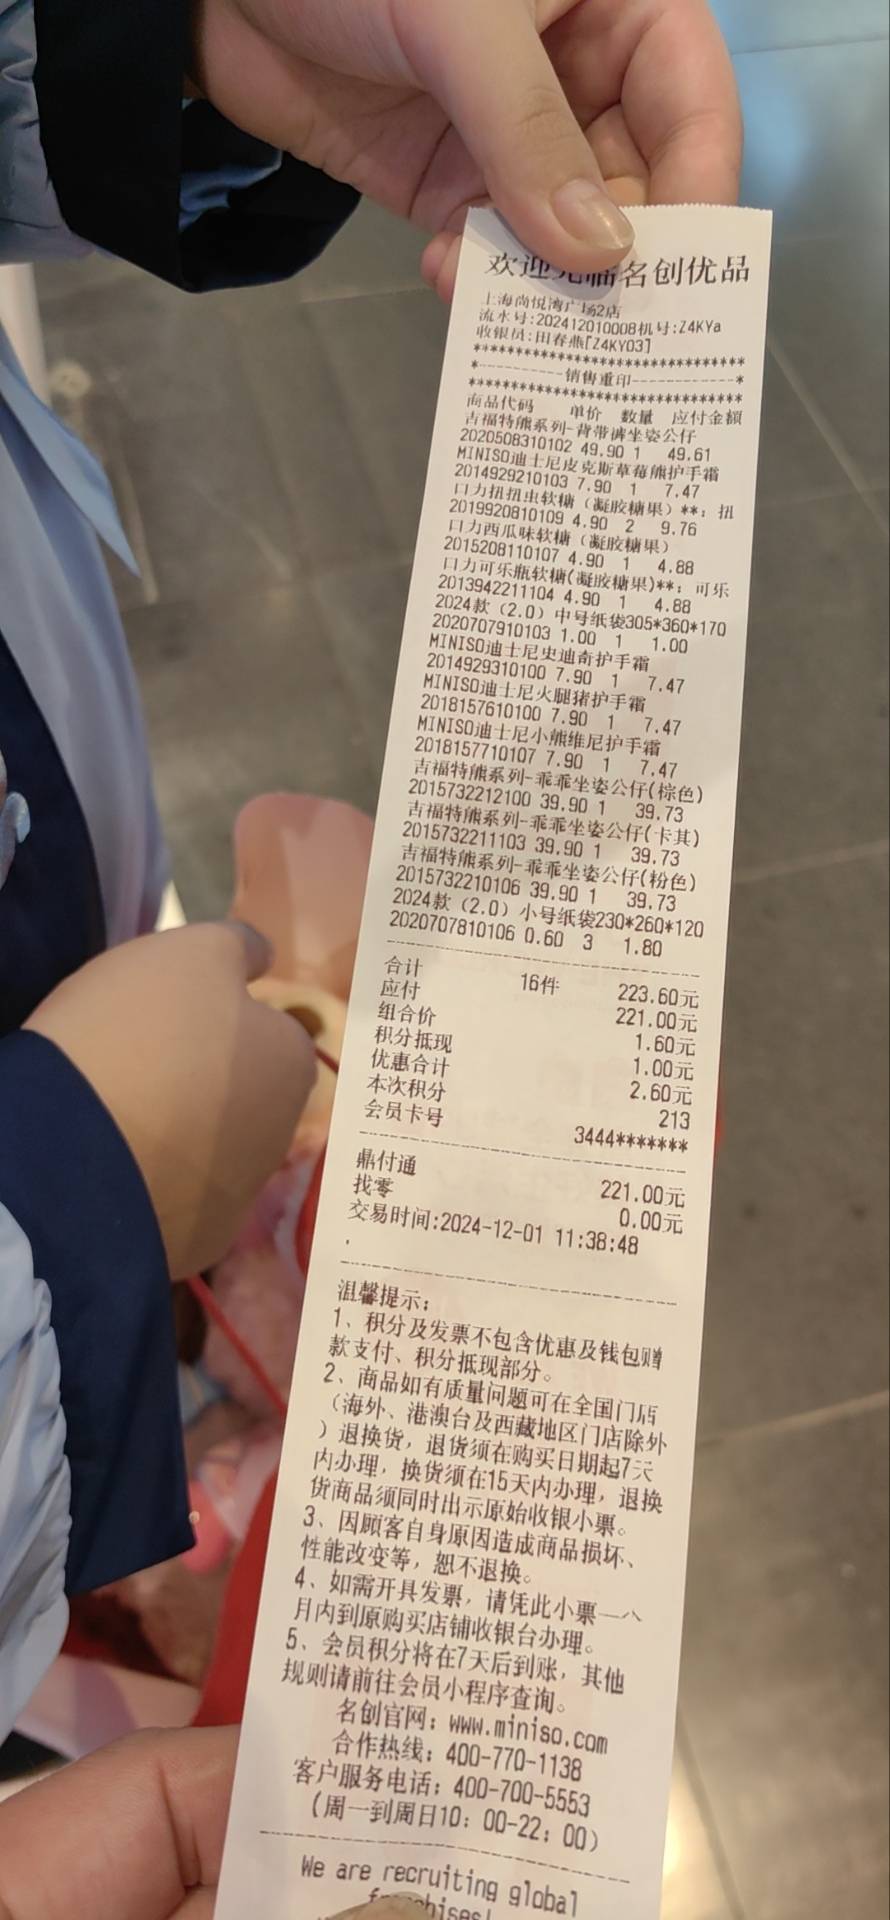 欢迎光临名创优品
上海尚悦湾广场2店
流水号:202412010008机号:Z4KYa
收银员:田春燕[Z4KY03]
**********************************
*----------销售重印------------*
**********************************
商品代码 单价 数量 应付金额
吉福特熊系列-背带裤坐姿公仔
2020508310102 49.90 1 49.61
MINISO迪士尼皮克斯草莓熊护手霜
2014929210103 7.90 1 7.47
口力扭扭虫软糖（凝胶糖果）**; 扭
2019920810109 4.90 2 9.76
口力西瓜味软糖（凝胶糖果）
2015208110107 4.90 1 4.88
口力可乐瓶软糖(凝胶糖果)**; 可乐
2013942211104 4.90 1 4.88
2024款（2.0）中号纸袋305*360*170
2020707910103 1.00 1 1.00
MINISO迪士尼史迪奇护手霜
2014929310100 7.90 1 7.47
MINISO迪士尼火腿猪护手霜
2018157610100 7.90 1 7.47
MINISO迪士尼小熊维尼护手霜
2018157710107 7.90 1 7.47
吉福特熊系列-乖乖坐姿公仔(棕色)
2015732212100 39.90 1 39.73
吉福特熊系列-乖乖坐姿公仔(卡其)
2015732211103 39.90 1 39.73
吉福特熊系列-乖乖坐姿公仔(粉色)
2015732210106 39.90 1 39.73
2024款（2.0）小号纸袋230*260*120
2020707810106 0.60 3 1.80
合计 16件 223.60元
应付 221.00元
组合价 1.60元
积分抵现 1.00元
优惠合计 2.60元
本次积分 213
会员卡号 3444*******
鼎付通 221.00元
找零 0.00元
交易时间:2024-12-01 11:38:48
.
温馨提示;
1、积分及发票不包含优惠及钱包赠
款支付、积分抵现部分。
2、商品如有质量问题可在全国门店
（海外、港澳台及西藏地区门店除外
）退换货，退货须在购买日期起7天
内办理，换货须在15天内办理，退换
货商品须同时出示原始收银小票。
3、因顾客自身原因造成商品损坏、
性能改变等，恕不退换。
4、如需开具发票，请凭此小票一个
月内到原购买店铺收银台办理。
5、会员积分将在7天后到账，其他
规则请前往会员小程序查询。
名创官网; www.miniso.com
合作热线; 400-770-1138
客户服务电话; 400-700-5553
(周一到周日10; 00-22; 00)
We are recruiting global